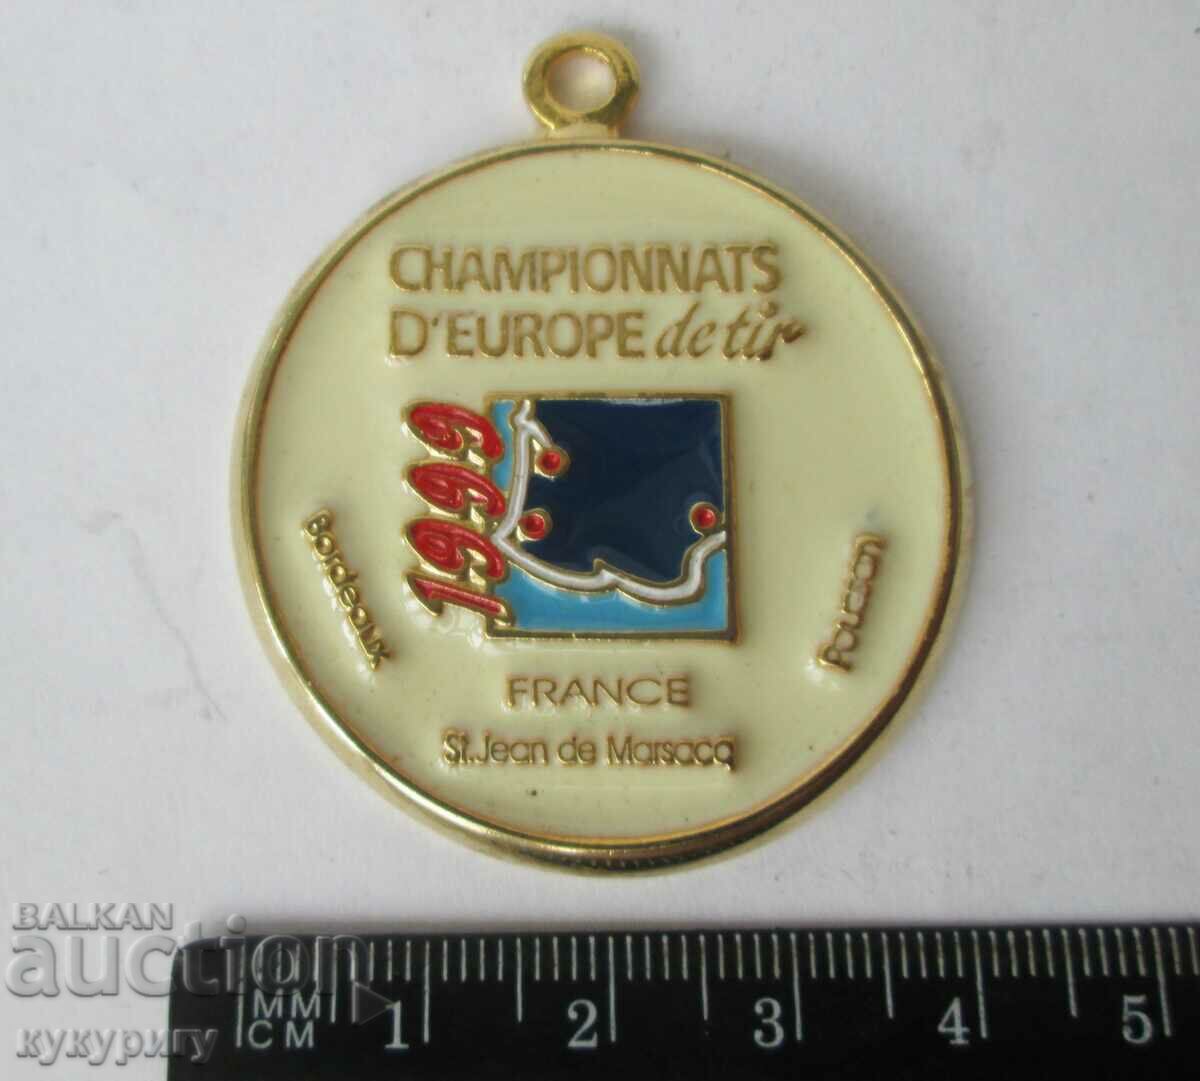 CHAMPIONNATS
D'EUROPE de tir
1999
Bordeaux
Poussan
FRANCE
St. Jean de Marsacq
BALKAN
auction
кукуригу
MM
CM
1 2 3 4 5